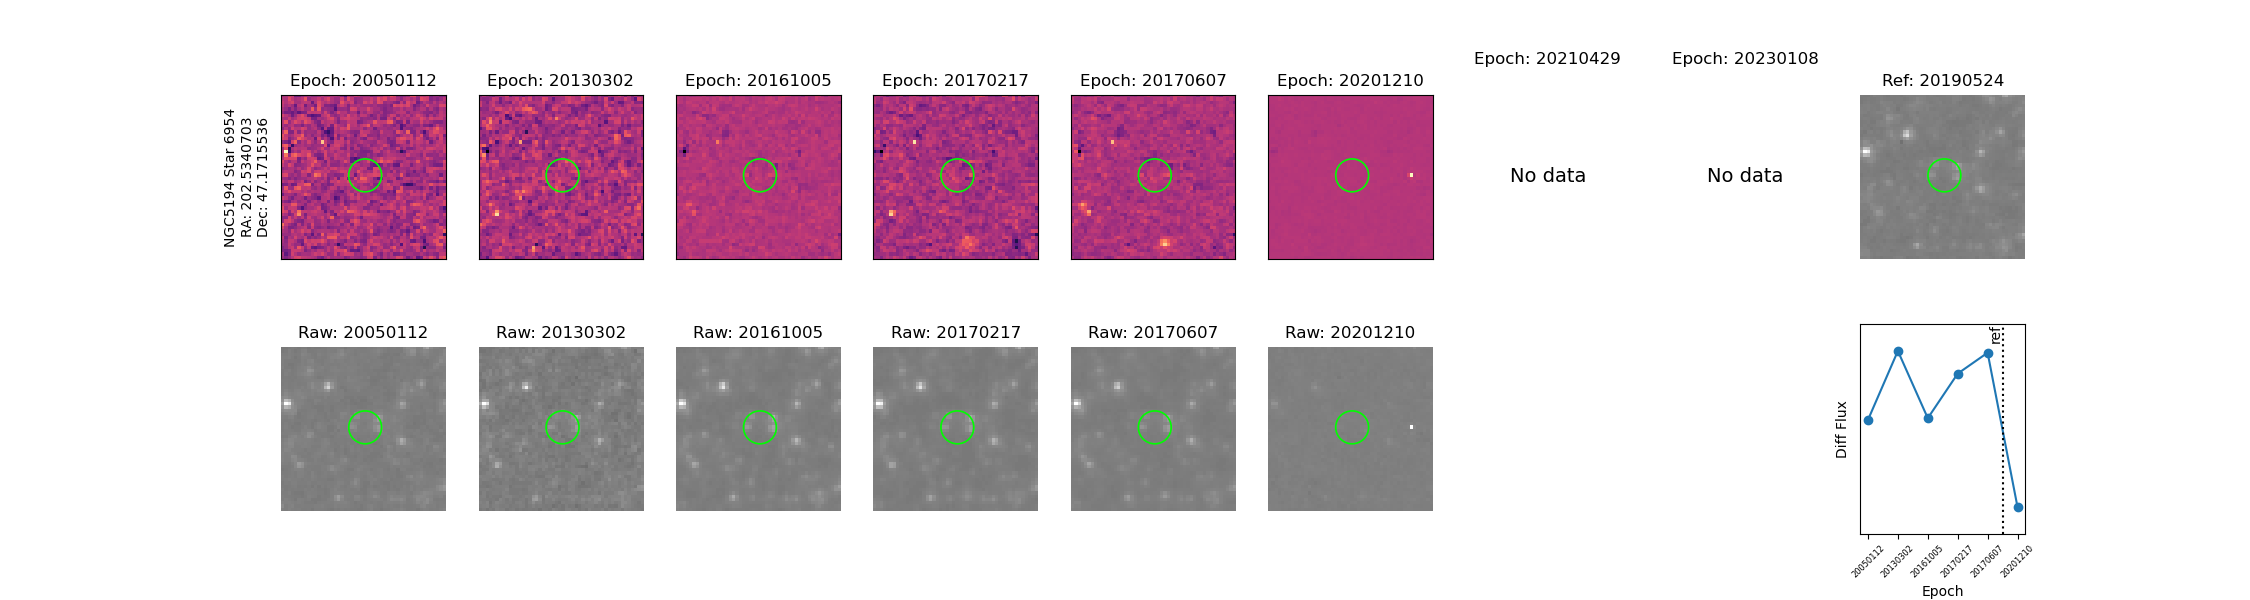 NGC5194 Star 6954
RA: 202.5340703
Dec: 47.1715536
Epoch: 20050112
Epoch: 20130302
Epoch: 20161005
Epoch: 20170217
Epoch: 20170607
Epoch: 20201210
Epoch: 20210429
Epoch: 20230108
Ref: 20190524
No data
No data
Raw: 20050112
Raw: 20130302
Raw: 20161005
Raw: 20170217
Raw: 20170607
Raw: 20201210
ref
Diff Flux
20050112
20130302
20161005
20170217
20170607
20201210
Epoch